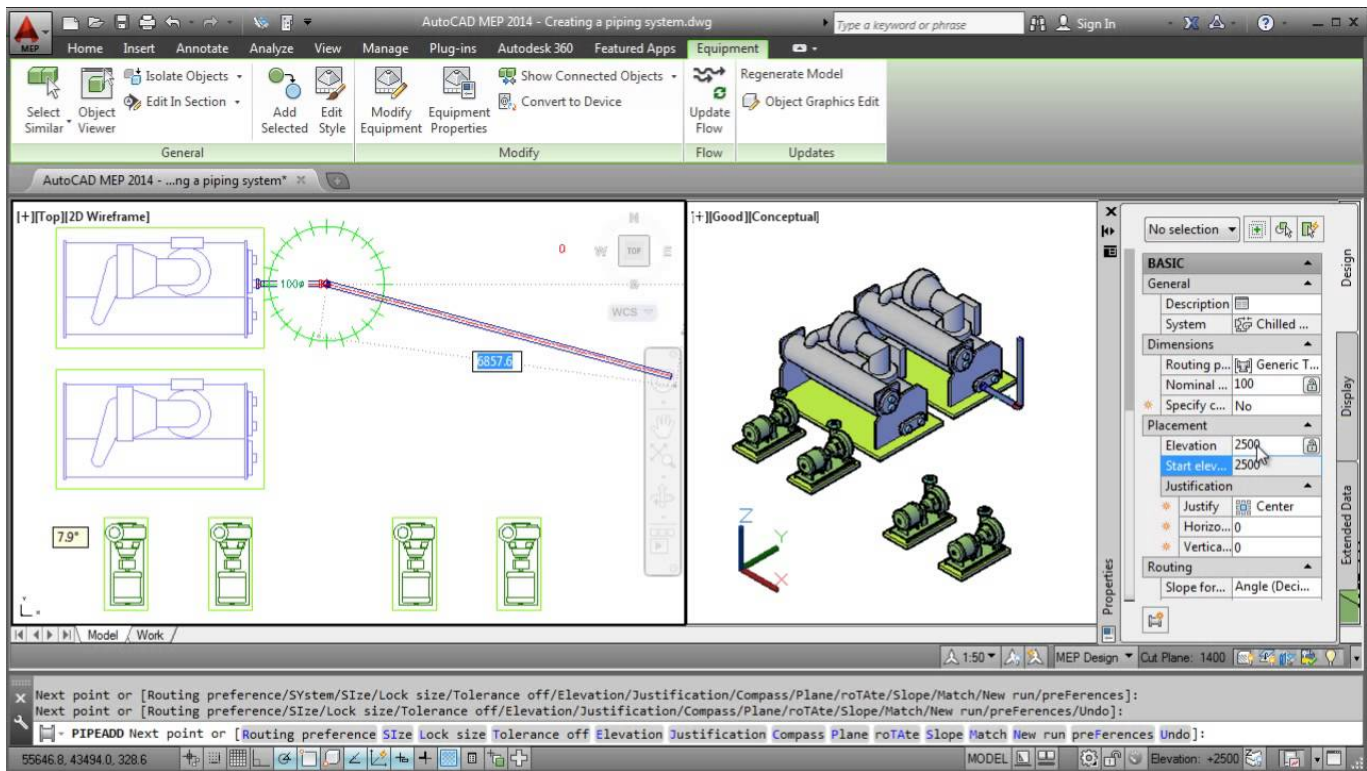 AutoCAD MEP 2014 - Creating a piping system.dwg
Type a keyword or phrase
Sign In
MEP
Home Insert Annotate Analyze View Manage Plug-ins Autodesk 360 Featured Apps Equipment
Select Similar
Object Viewer
Isolate Objects
Edit In Section
Add Selected
Edit Style
General
Modify Equipment
Equipment Properties
Show Connected Objects
Convert to Device
Modify
Update Flow
Flow
Regenerate Model
Object Graphics Edit
Updates
AutoCAD MEP 2014 - ...ng a piping system*
[+][Top][2D Wireframe]
N
W TOP E
S
WCS
0
100ø
6857.6
7.9°
Y
X
[+][Good][Conceptual]
Z
Y
X
Properties
No selection
BASIC
General
Description
System Chilled ...
Dimensions
Routing p... Generic T...
Nominal ... 100
Specify c... No
Placement
Elevation 2500
Start elev... 2500
Justification
Justify Center
Horizo... 0
Vertica... 0
Routing
Slope for... Angle (Deci...
Design
Display
Extended Data
Model Work
1:50 MEP Design Cut Plane: 1400
Next point or [Routing preference/SYstem/SIze/Lock size/Tolerance off/Elevation/Justification/Compass/Plane/roTAte/Slope/Match/New run/preFerences]:
Next point or [Routing preference/SIze/Lock size/Tolerance off/Elevation/Justification/Compass/Plane/roTAte/Slope/Match/New run/preFerences/Undo]:
PIPEADD Next point or [Routing preference SIze Lock size Tolerance off Elevation Justification Compass Plane roTAte Slope Match New run preFerences Undo]:
55646.8, 43494.0, 328.6
MODEL
Elevation: +2500